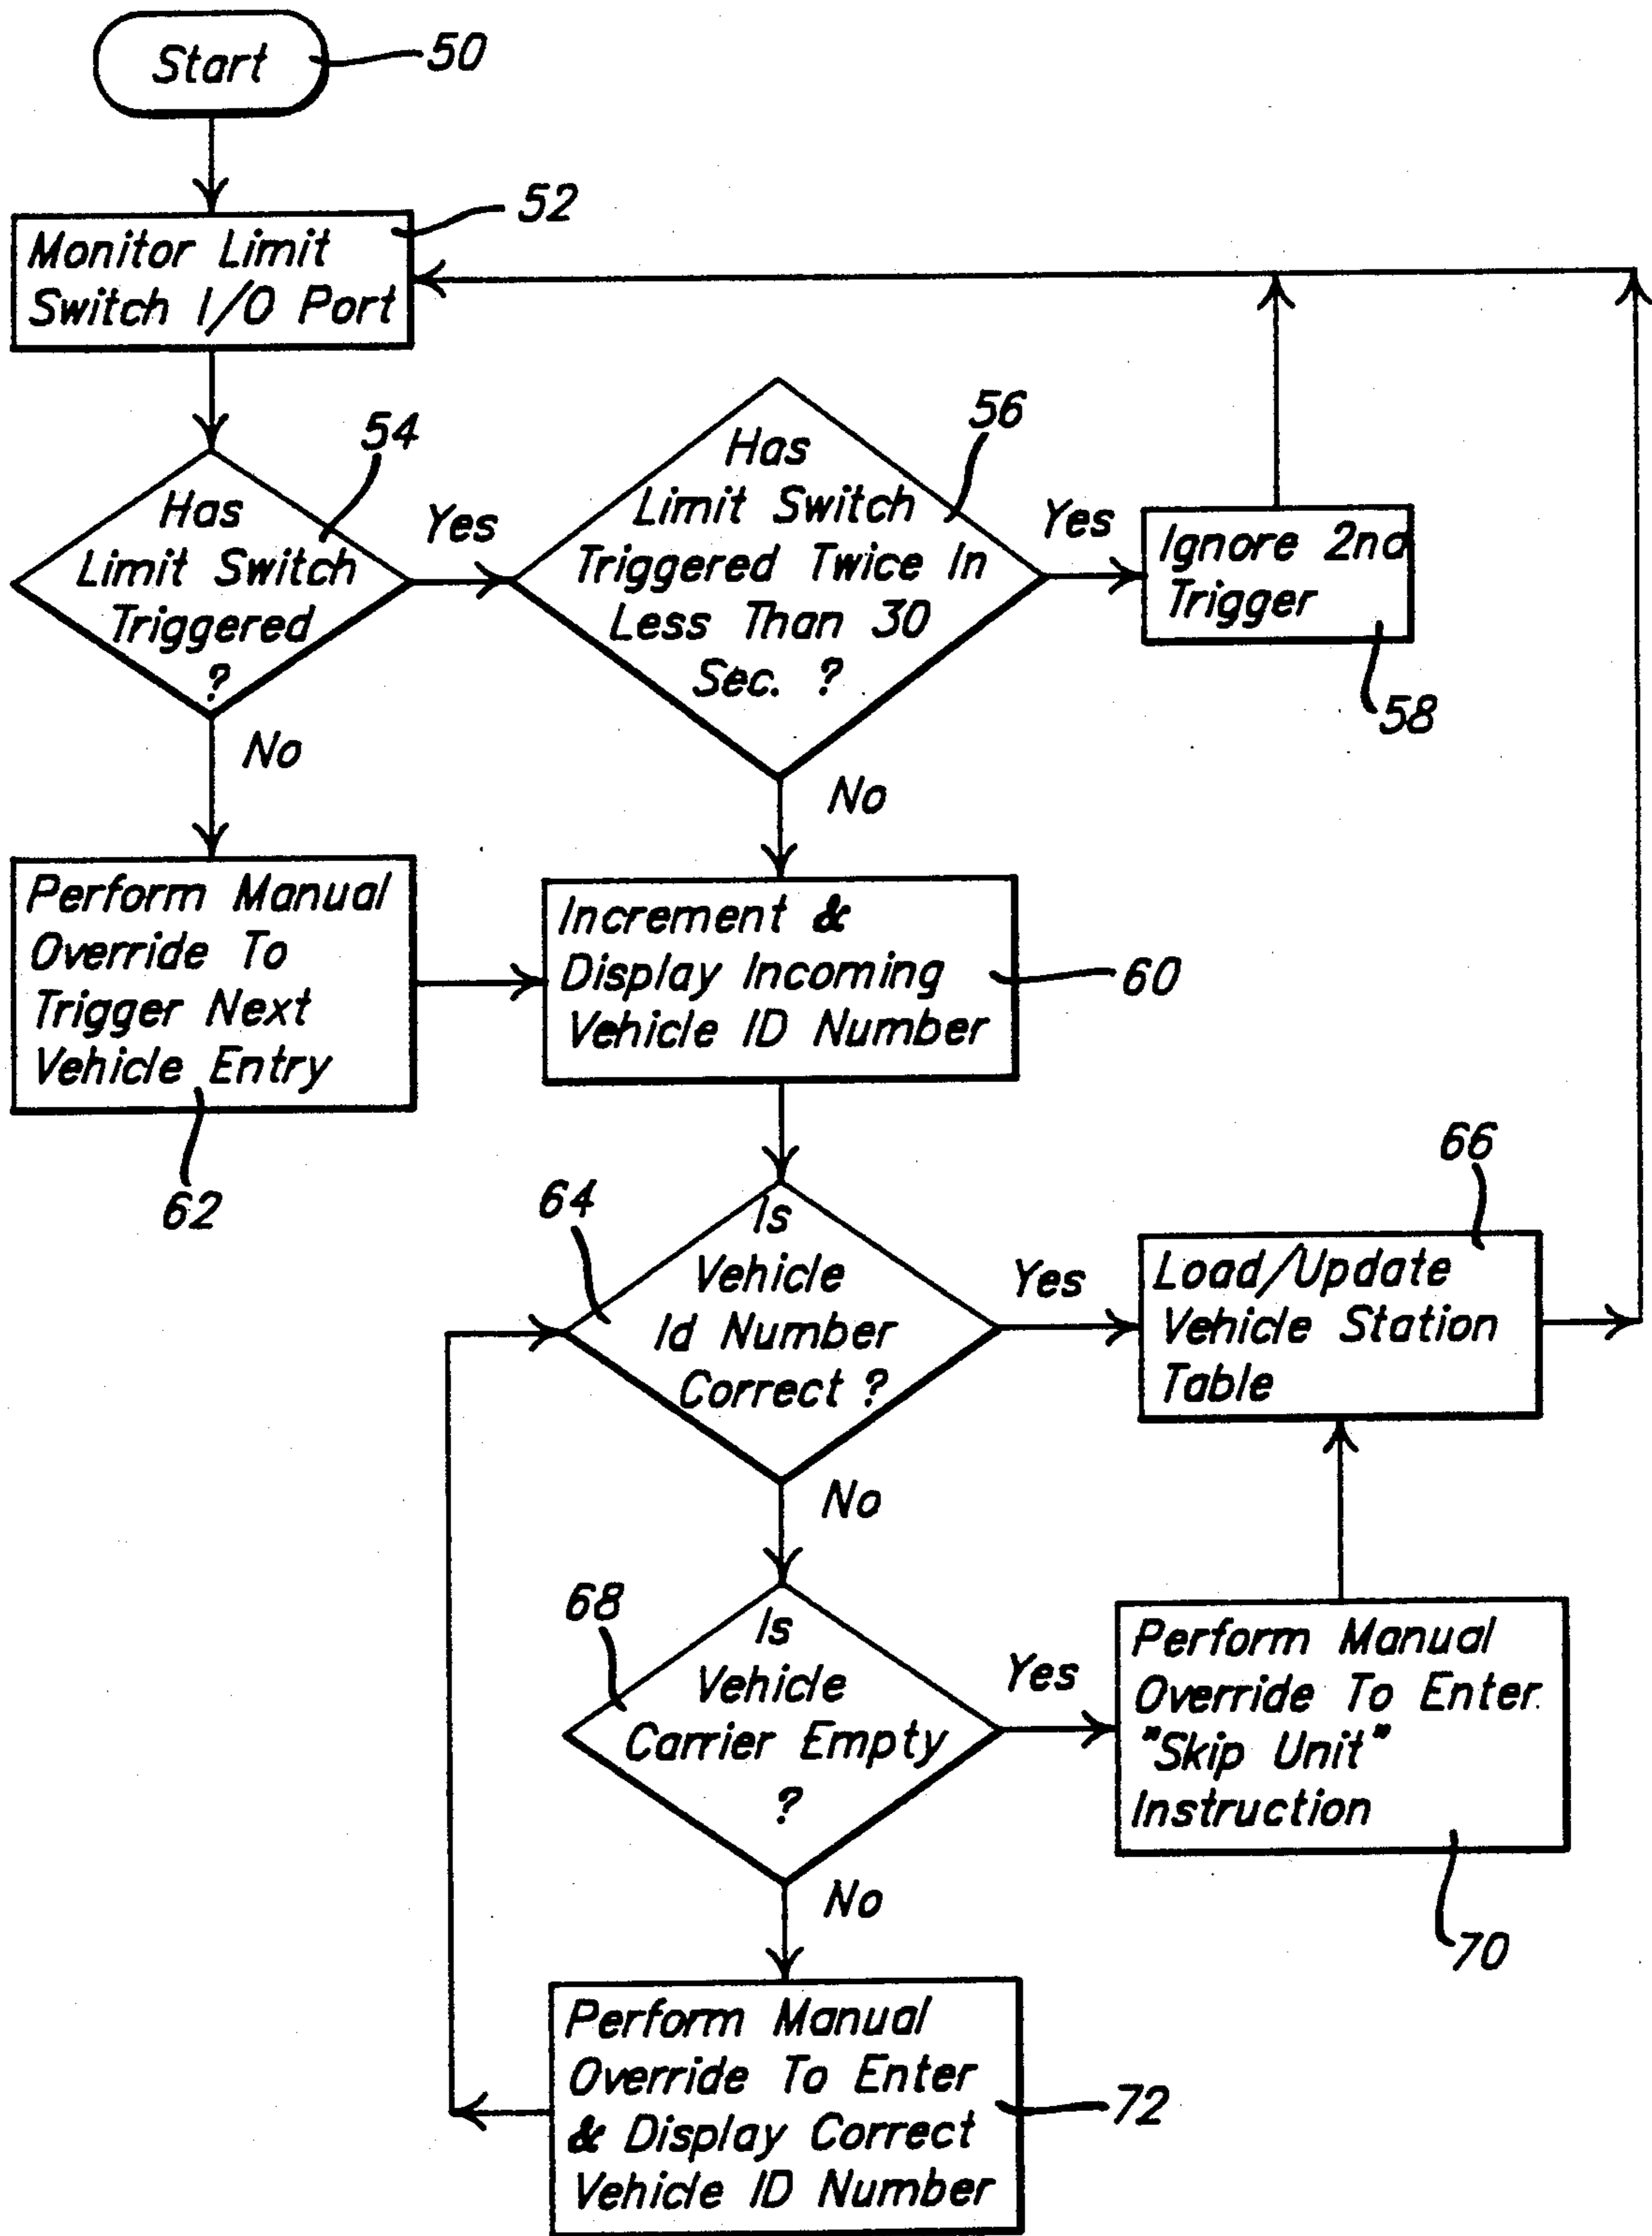 Start
50
52
Monitor Limit
Switch I/O Port
54
Has
Limit Switch
Triggered
?
Yes
No
56
Has
Limit Switch
Triggered Twice In
Less Than 30
Sec. ?
Yes
No
Ignore 2nd
Trigger
58
Perform Manual
Override To
Trigger Next
Vehicle Entry
62
Increment &
Display Incoming
Vehicle ID Number
60
64
Is
Vehicle
Id Number
Correct ?
Yes
No
66
Load/Update
Vehicle Station
Table
68
Is
Vehicle
Carrier Empty
?
Yes
No
Perform Manual
Override To Enter
"Skip Unit"
Instruction
70
Perform Manual
Override To Enter
& Display Correct
Vehicle ID Number
72